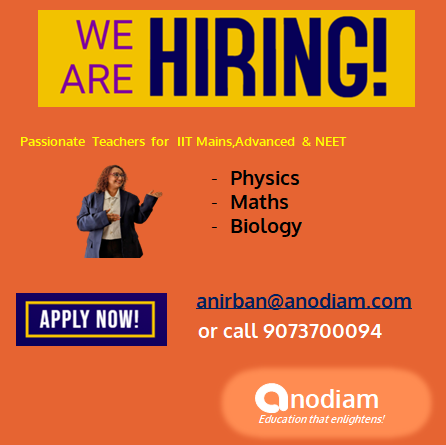 WE
ARE HIRING!
Passionate Teachers for IIT Mains,Advanced & NEET
- Physics
- Maths
- Biology
APPLY NOW!
anirban@anodiam.com
or call 9073700094
anodiam
Education that enlightens!